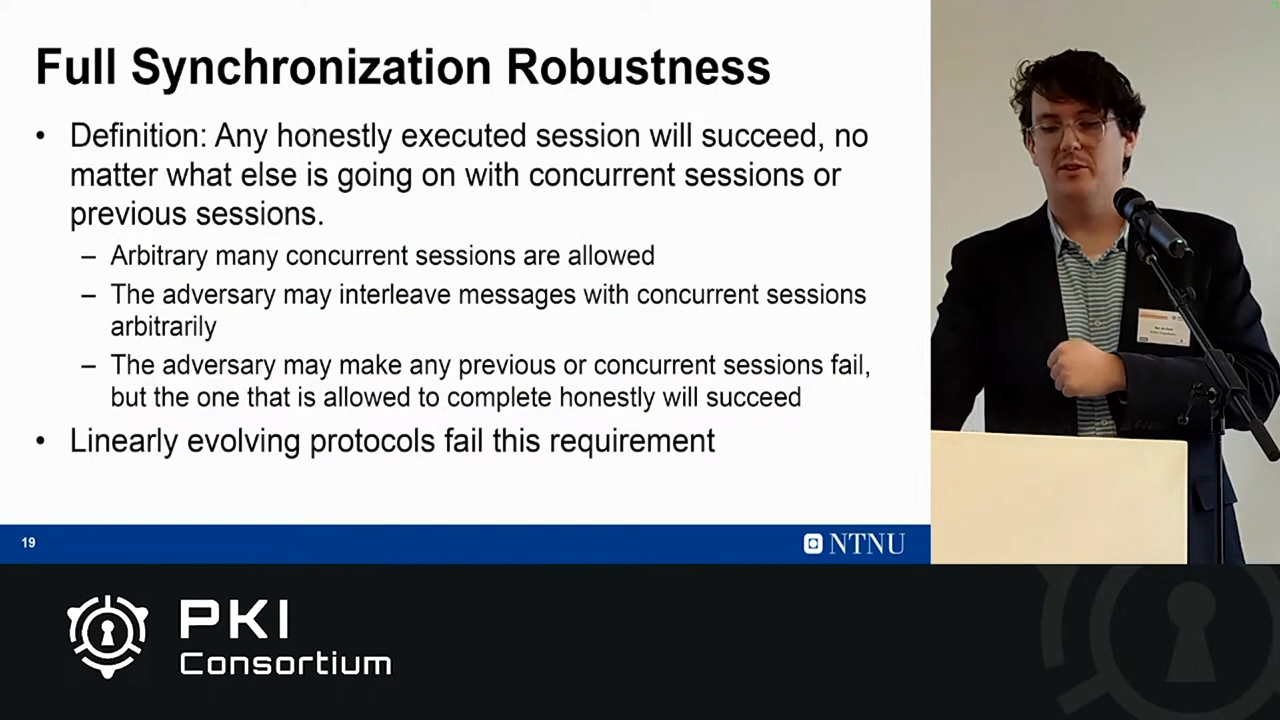 Full Synchronization Robustness
• Definition: Any honestly executed session will succeed, no
matter what else is going on with concurrent sessions or
previous sessions.
– Arbitrary many concurrent sessions are allowed
– The adversary may interleave messages with concurrent sessions
arbitrarily
– The adversary may make any previous or concurrent sessions fail,
but the one that is allowed to complete honestly will succeed
• Linearly evolving protocols fail this requirement
19
NTNU
PKI
Consortium